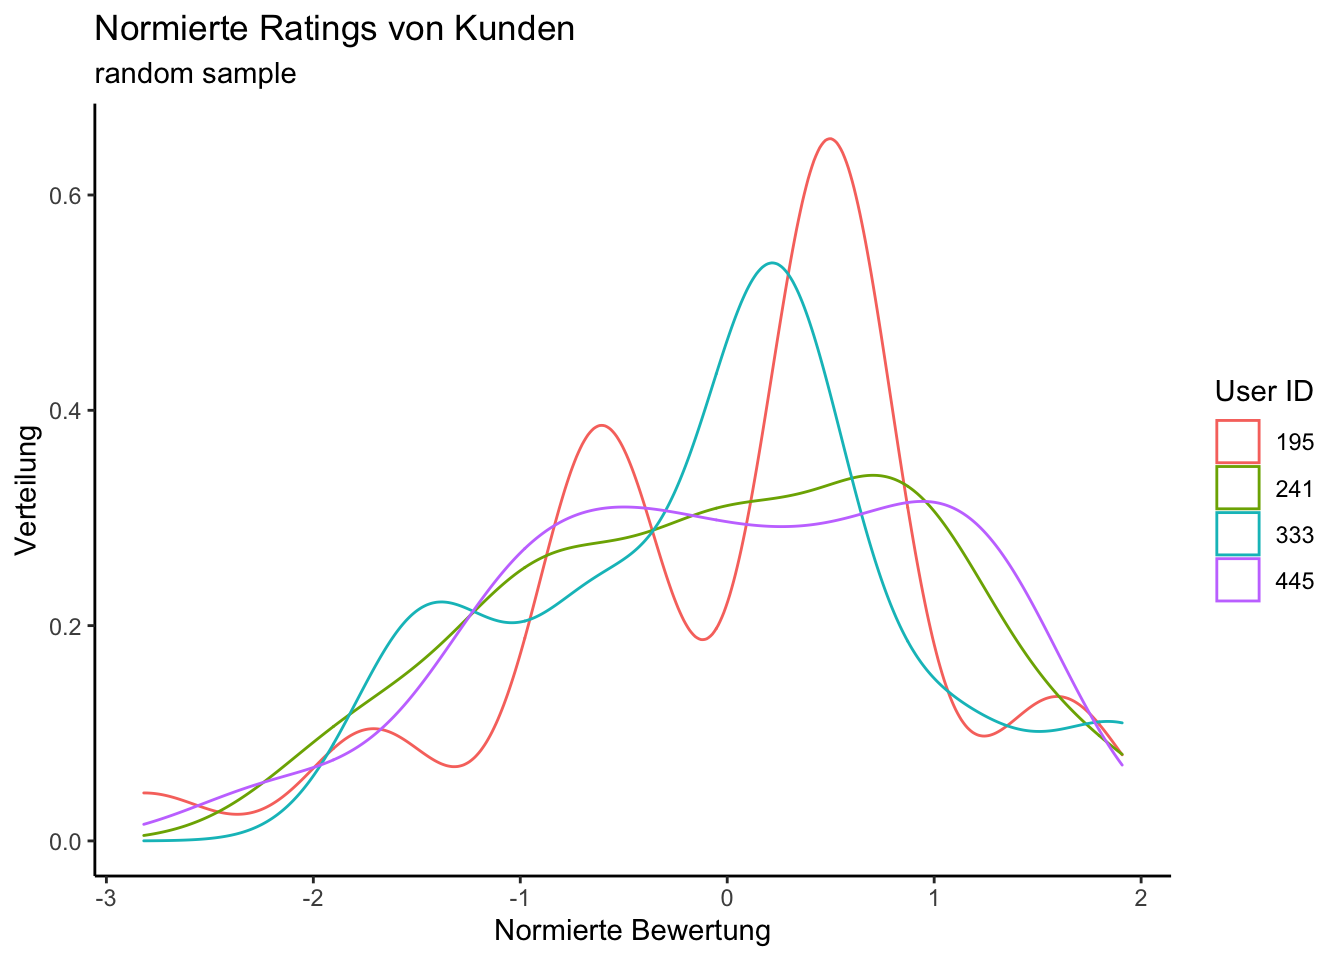 Normierte Ratings von Kunden
random sample
Verteilung
0.6
0.4
0.2
0.0
-3 -2 -1 0 1 2
Normierte Bewertung
User ID
195
241
333
445